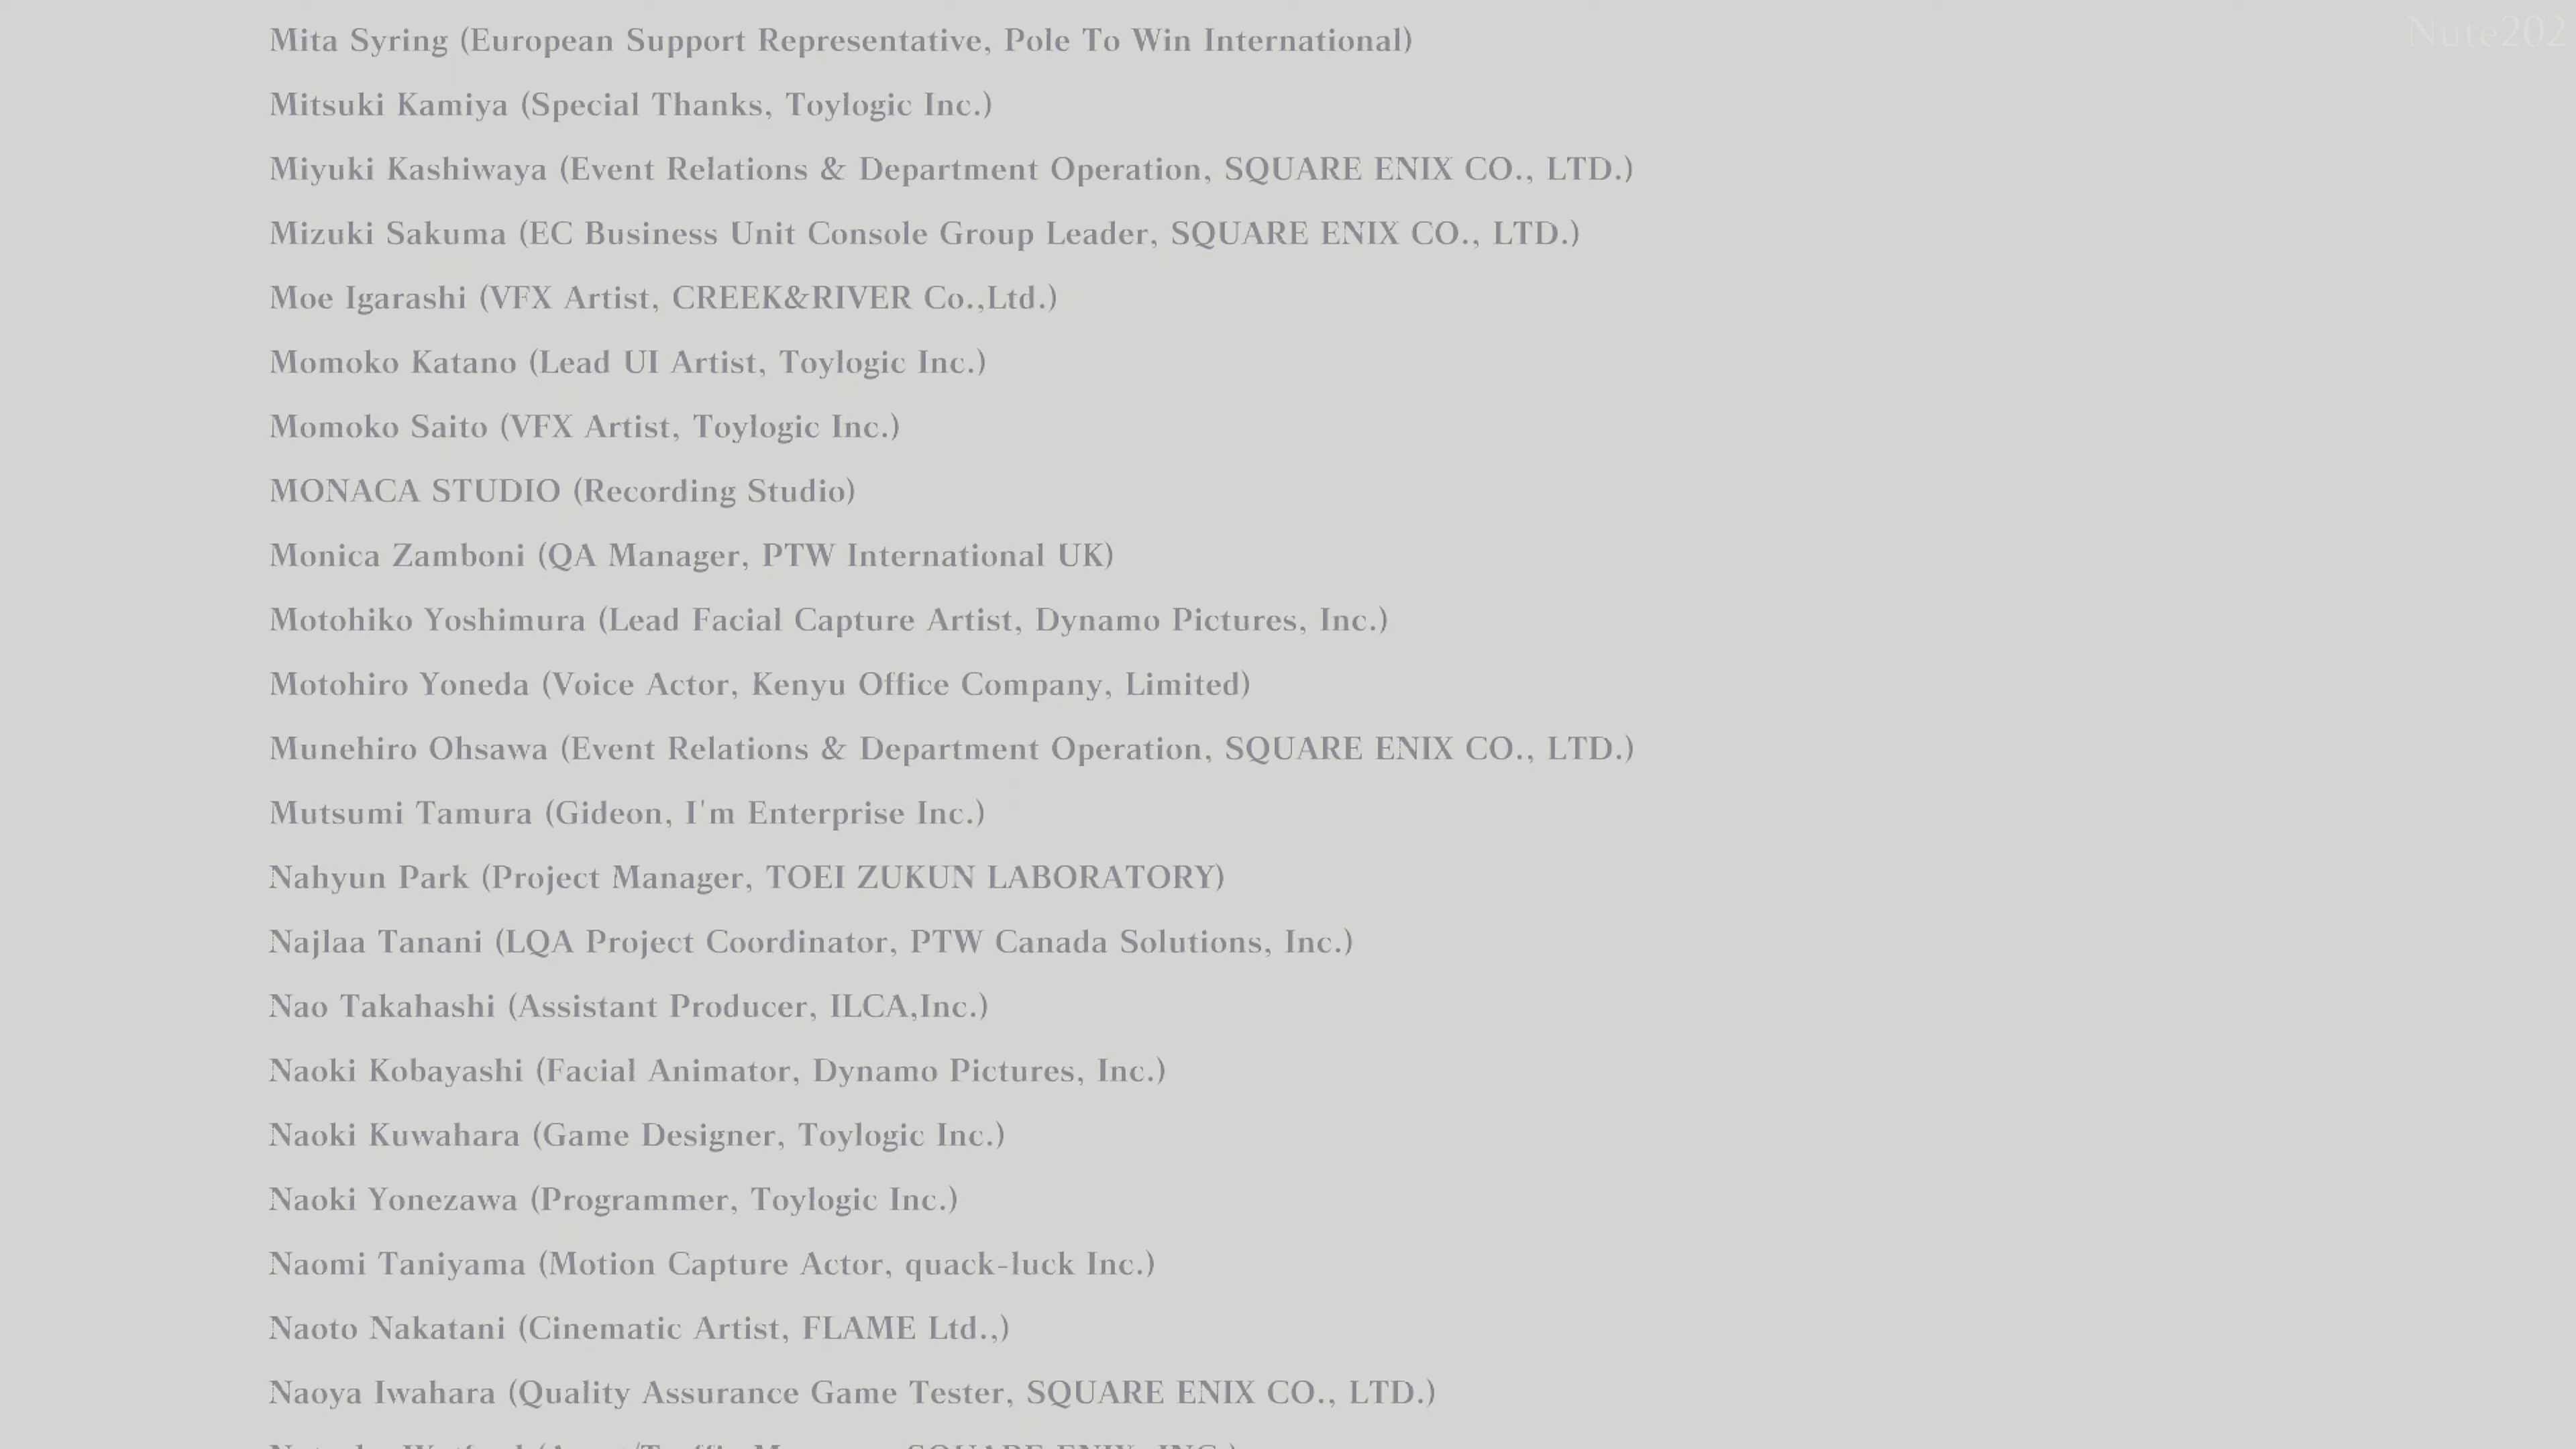 Nute202
Mita Syring (European Support Representative, Pole To Win International)
Mitsuki Kamiya (Special Thanks, Toylogic Inc.)
Miyuki Kashiwaya (Event Relations & Department Operation, SQUARE ENIX CO., LTD.)
Mizuki Sakuma (EC Business Unit Console Group Leader, SQUARE ENIX CO., LTD.)
Moe Igarashi (VFX Artist, CREEK&RIVER Co.,Ltd.)
Momoko Katano (Lead UI Artist, Toylogic Inc.)
Momoko Saito (VFX Artist, Toylogic Inc.)
MONACA STUDIO (Recording Studio)
Monica Zamboni (QA Manager, PTW International UK)
Motohiko Yoshimura (Lead Facial Capture Artist, Dynamo Pictures, Inc.)
Motohiro Yoneda (Voice Actor, Kenyu Office Company, Limited)
Munehiro Ohsawa (Event Relations & Department Operation, SQUARE ENIX CO., LTD.)
Mutsumi Tamura (Gideon, I'm Enterprise Inc.)
Nahyun Park (Project Manager, TOEI ZUKUN LABORATORY)
Najlaa Tanani (LQA Project Coordinator, PTW Canada Solutions, Inc.)
Nao Takahashi (Assistant Producer, ILCA,Inc.)
Naoki Kobayashi (Facial Animator, Dynamo Pictures, Inc.)
Naoki Kuwahara (Game Designer, Toylogic Inc.)
Naoki Yonezawa (Programmer, Toylogic Inc.)
Naomi Taniyama (Motion Capture Actor, quack-luck Inc.)
Naoto Nakatani (Cinematic Artist, FLAME Ltd.,)
Naoya Iwahara (Quality Assurance Game Tester, SQUARE ENIX CO., LTD.)
SQUARE ENIX, INC.)